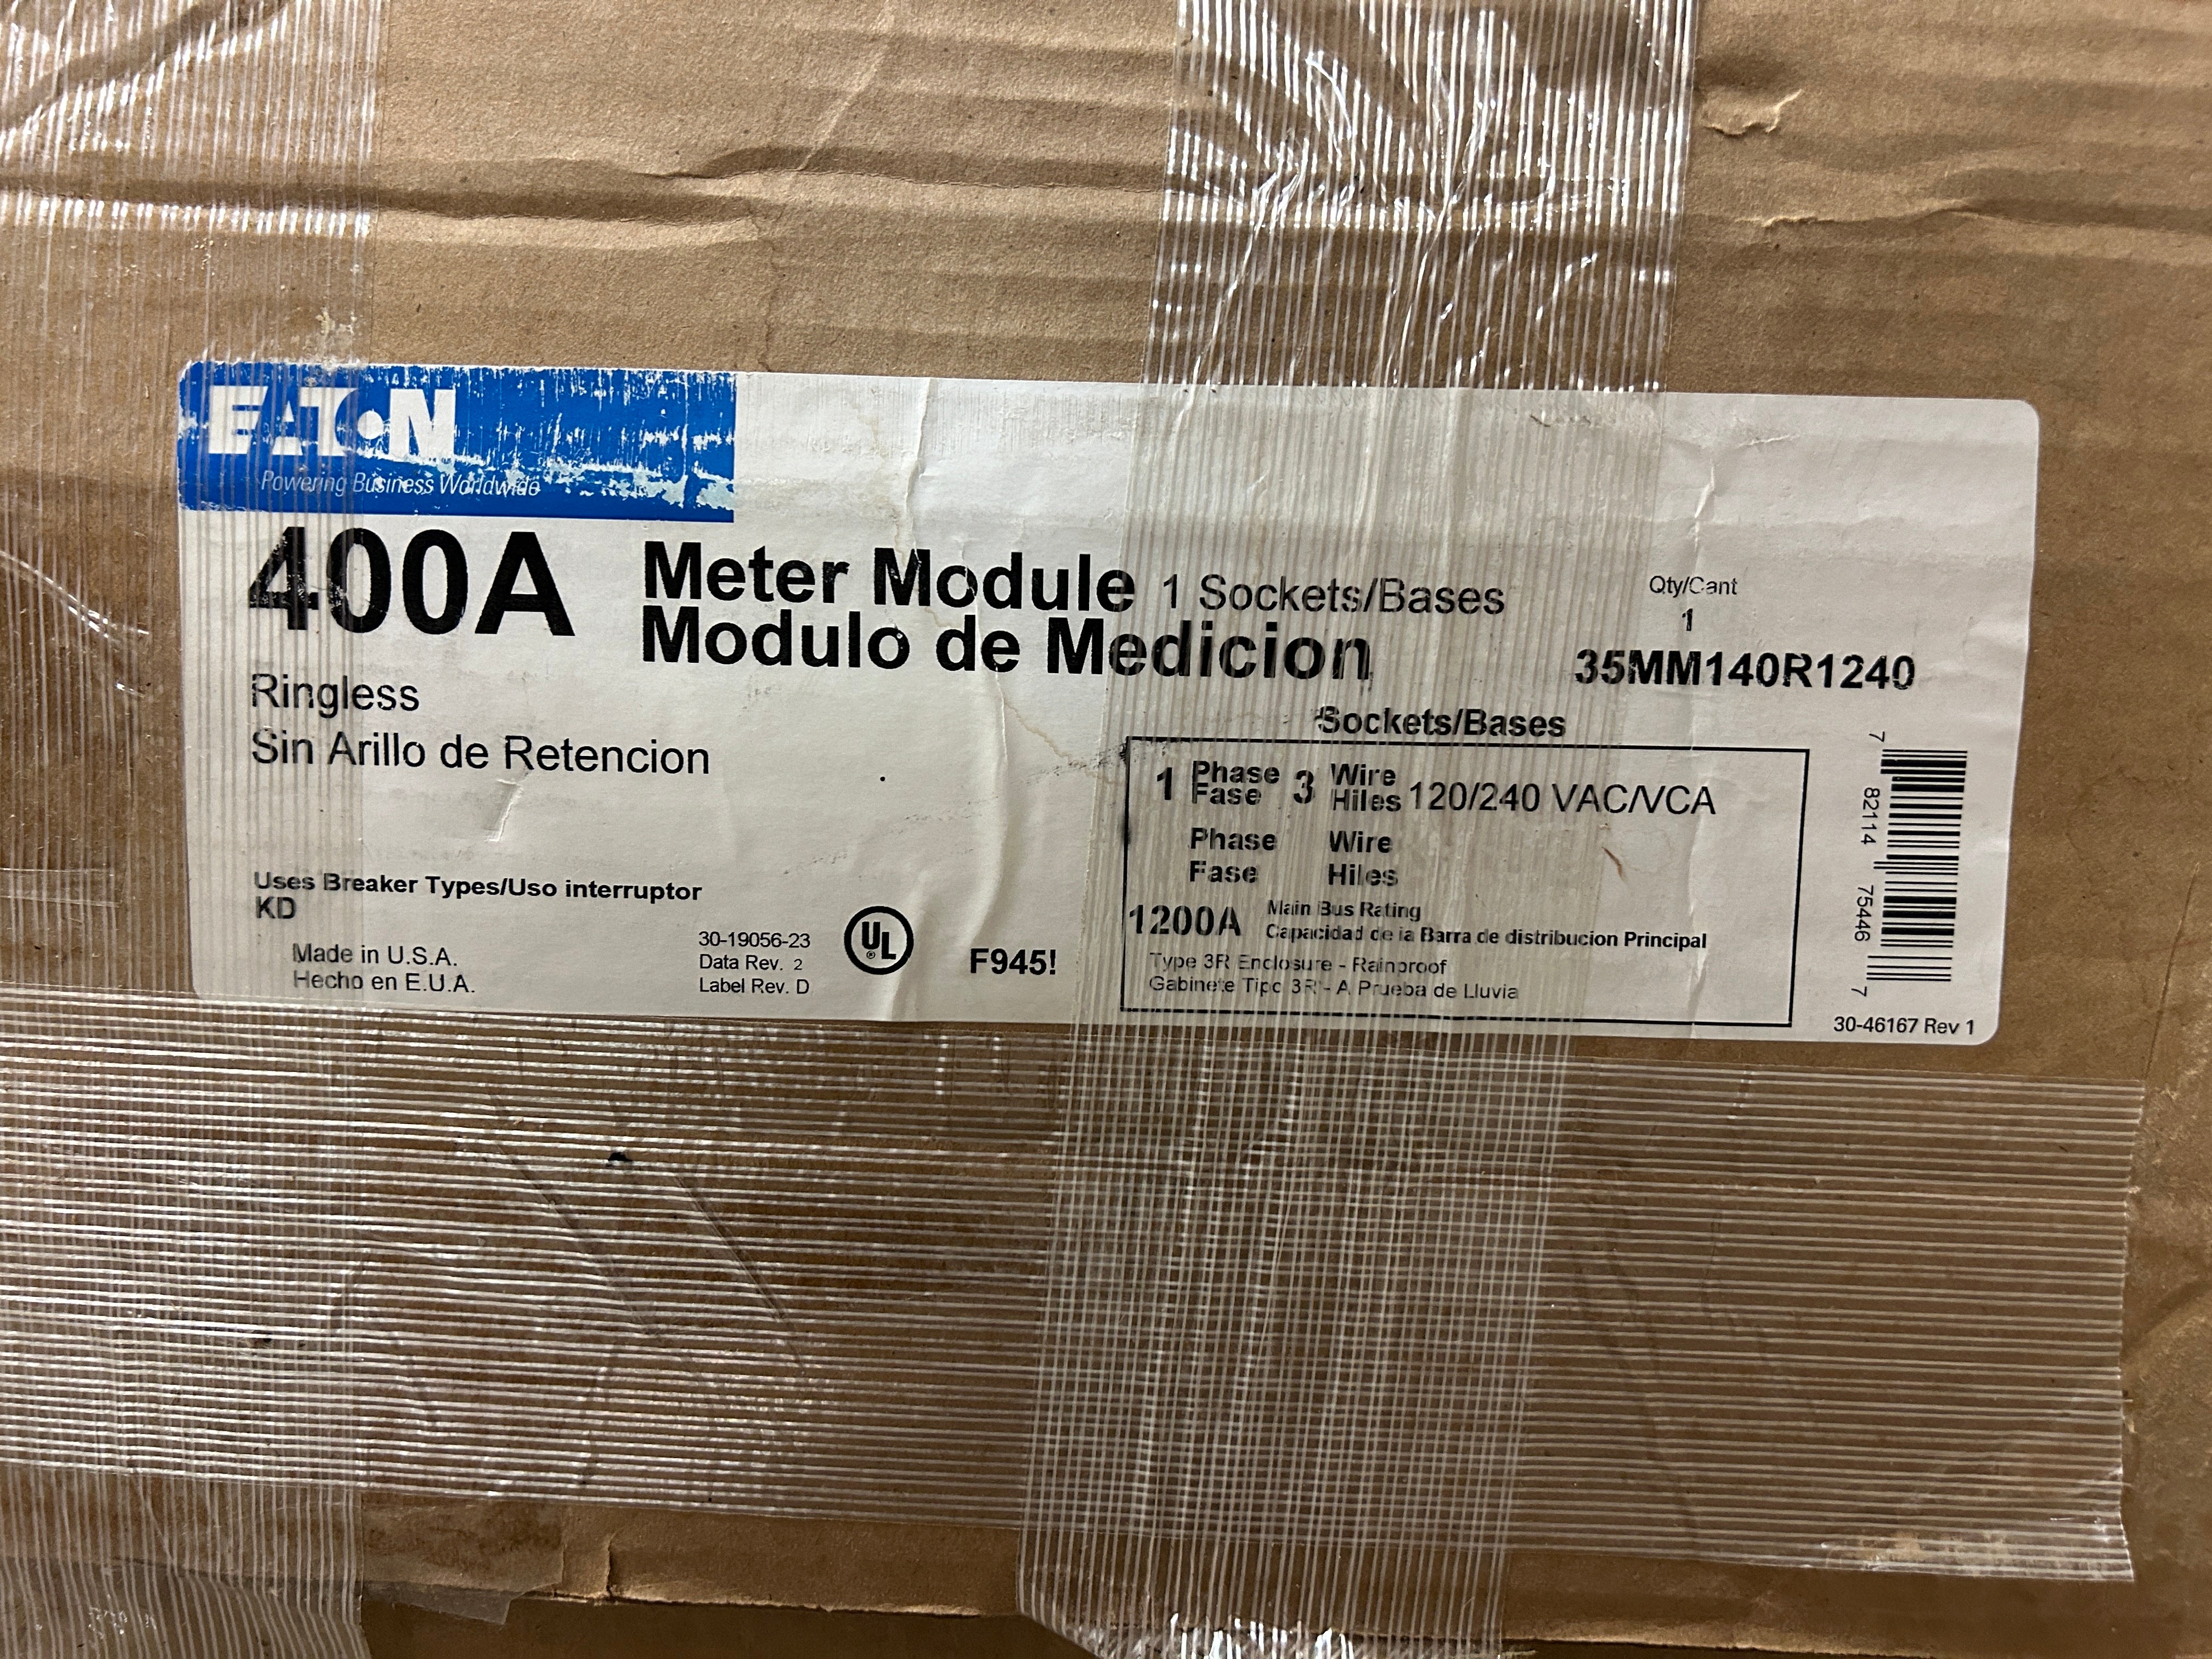 EATON
Powering Business Worldwide
400A
Meter Module 1 Sockets/Bases
Modulo de Medicion
Qty/Cant
1
35MM140R1240
Ringless
Sin Arillo de Retencion
Sockets/Bases
1 Phase 3 Wire
Fase Hiles 120/240 VAC/VCA
Phase Wire
Fase Hiles
1200A Main Bus Rating
Capacidad de la Barra de distribucion Principal
Type 3R Enclosure - Rainproof
Gabinete Tipo 3R - A Prueba de Lluvia
Uses Breaker Types/Uso interruptor
KD
Made in U.S.A.
Hecho en E.U.A.
30-19056-23
Data Rev. 2
Label Rev. D
UL
®
F945!
7 82114 75446 7
30-46167 Rev 1